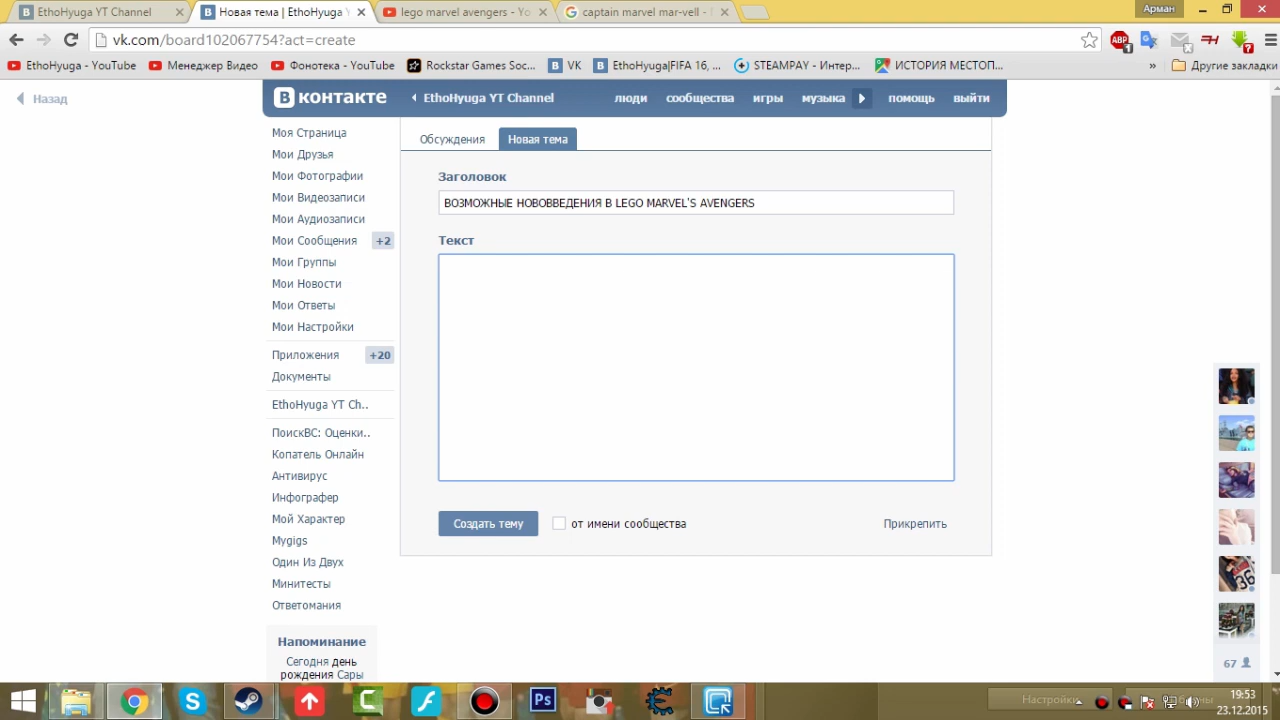 EthoHyuga YT Channel
Новая тема | EthoHyuga YT
lego marvel avengers - Yo
captain marvel mar-vell -
Арман
vk.com/board102067754?act=create
EthoHyuga - YouTube
Менеджер Видео
Фонотека - YouTube
Rockstar Games Soc...
VK
EthoHyuga|FIFA 16, ...
STEAMPAY - Интер...
ИСТОРИЯ МЕСТОП...
»
Другие закладки
Назад
В контакте
EthoHyuga YT Channel
люди
сообщества
игры
музыка
помощь
выйти
Моя Страница
Мои Друзья
Мои Фотографии
Мои Видеозаписи
Мои Аудиозаписи
Мои Сообщения +2
Мои Группы
Мои Новости
Мои Ответы
Мои Настройки
Приложения +20
Документы
EthoHyuga YT Ch..
ПоискВС: Оценки..
Копатель Онлайн
Антивирус
Инфографер
Мой Характер
Mygigs
Один Из Двух
Минитесты
Ответомания
Напоминание
Сегодня день
рождения Сары
Обсуждения
Новая тема
Заголовок
ВОЗМОЖНЫЕ НОВОВВЕДЕНИЯ В LEGO MARVEL'S AVENGERS
Текст
Создать тему
от имени сообщества
Прикрепить
67
Настройки
19:53
23.12.2015